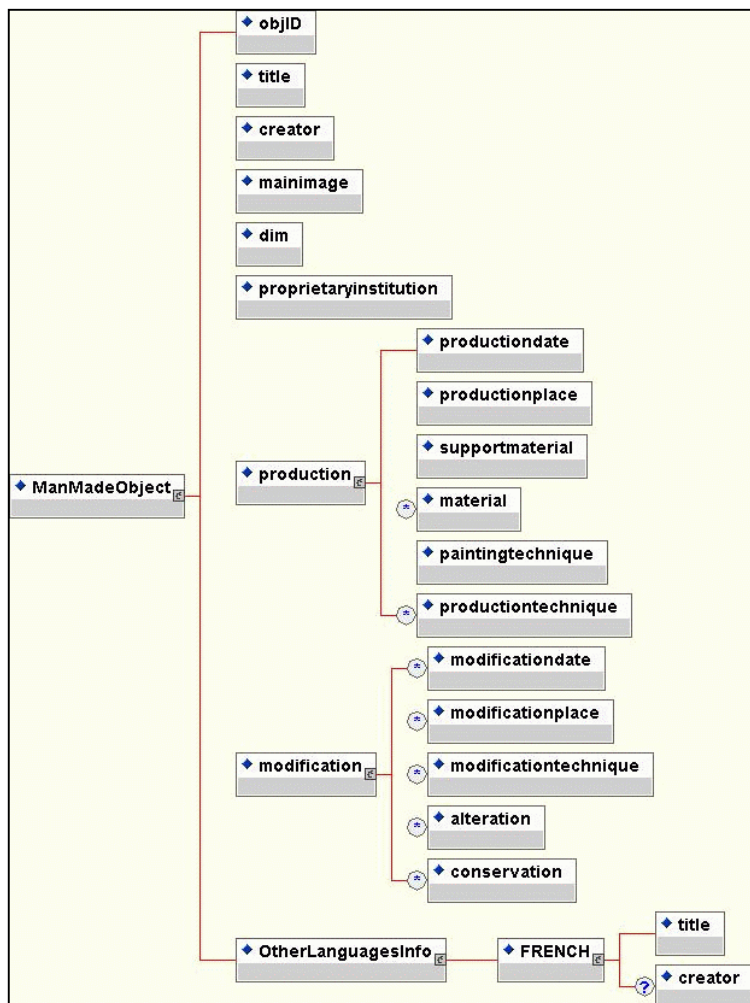 objID
title
creator
mainimage
dim
proprietaryinstitution
productiondate
productionplace
supportmaterial
ManMadeObject
production
material
paintingtechnique
productiontechnique
modificationdate
modificationplace
modification
modificationtechnique
alteration
conservation
title
OtherLanguagesInfo
FRENCH
? creator